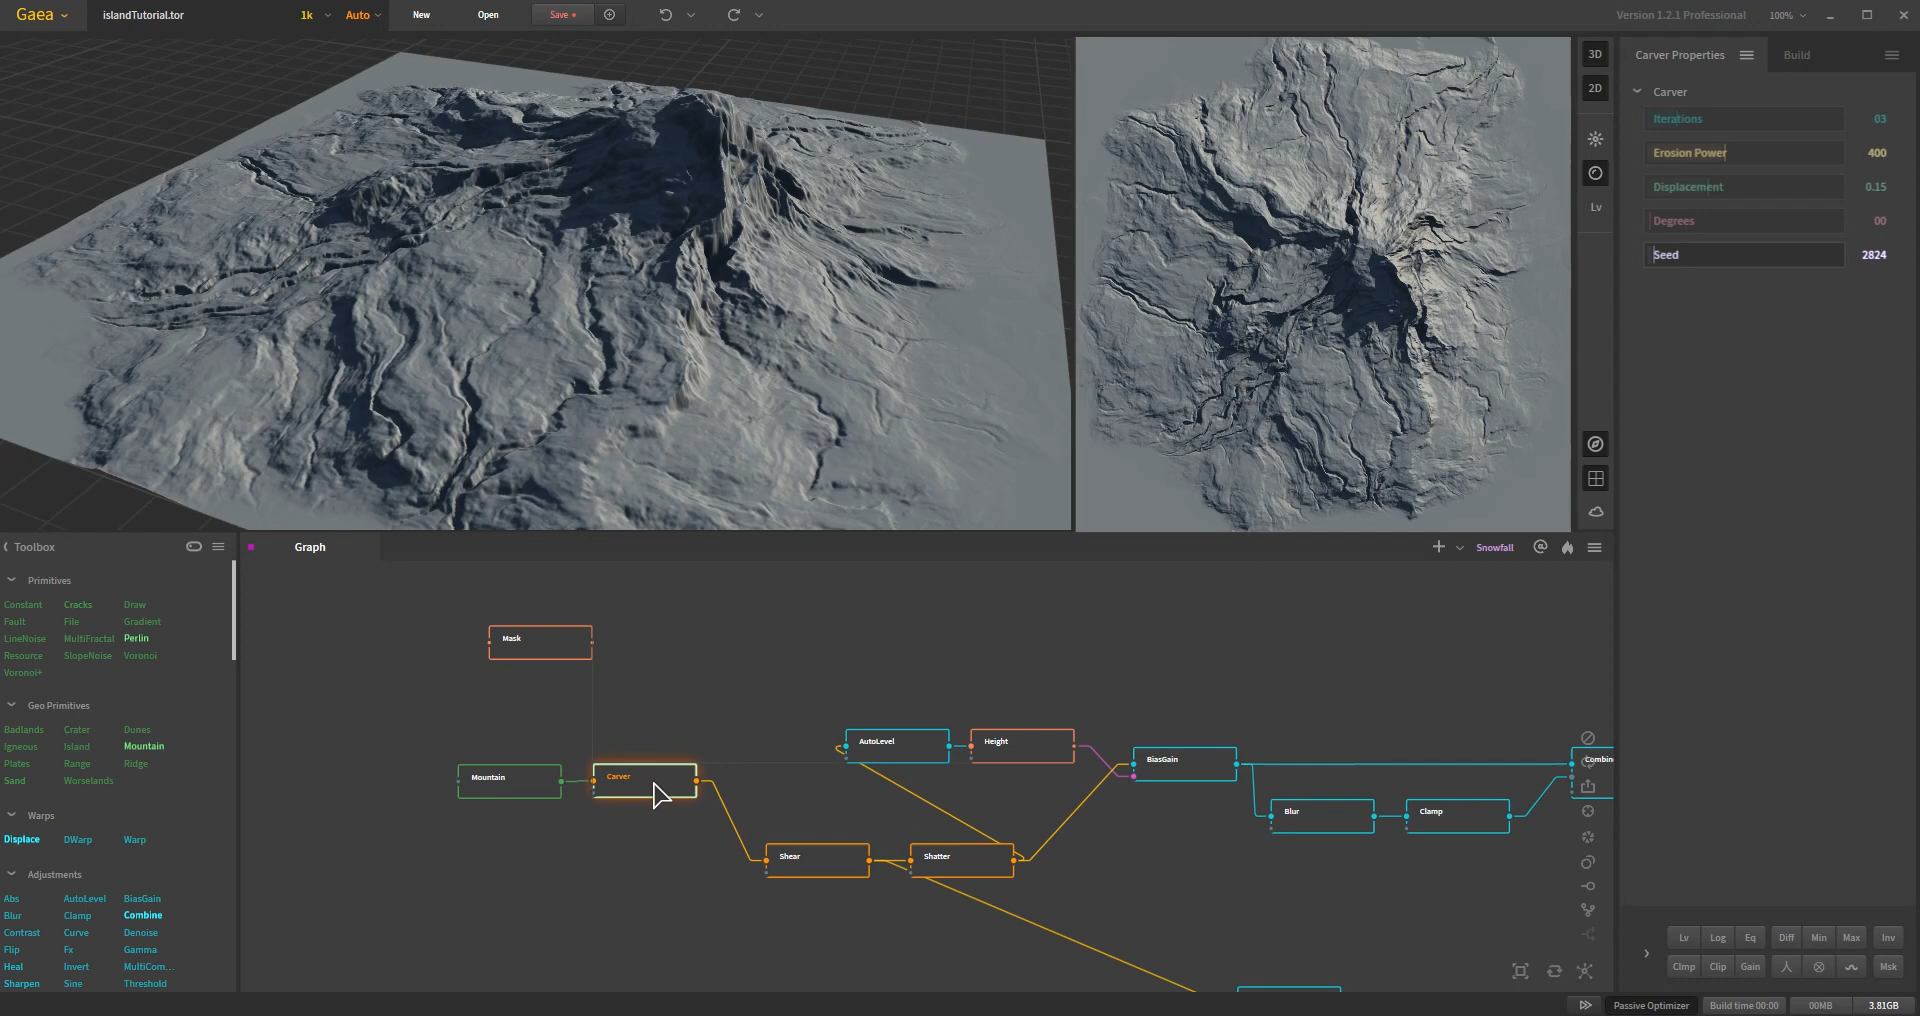 Gaea
islandTutorial.tor
1k
Auto
New
Open
Save
Version 1.2.1 Professional
100%
3D
2D
Lv
Carver Properties
Build
Carver
Iterations 03
Erosion Power 400
Displacement 0.15
Degrees 00
Seed 2824
Toolbox
Primitives
Constant Cracks Draw
Fault File Gradient
LineNoise MultiFractal Perlin
Resource SlopeNoise Voronoi
Voronoi+
Geo Primitives
Badlands Crater Dunes
Igneous Island Mountain
Plates Range Ridge
Sand Worselands
Warps
Displace DWarp Warp
Adjustments
Abs AutoLevel BiasGain
Blur Clamp Combine
Contrast Curve Denoise
Flip Fx Gamma
Heal Invert MultiCom...
Sharpen Sine Threshold
Graph
Snowfall
Mask
AutoLevel
Height
BiasGain
Combin
Mountain
Carver
Blur
Clamp
Shear
Shatter
Lv Log Eq Diff Min Max Inv
Clmp Clip Gain Msk
Passive Optimizer
Build time 00:00
00MB
3.81GB